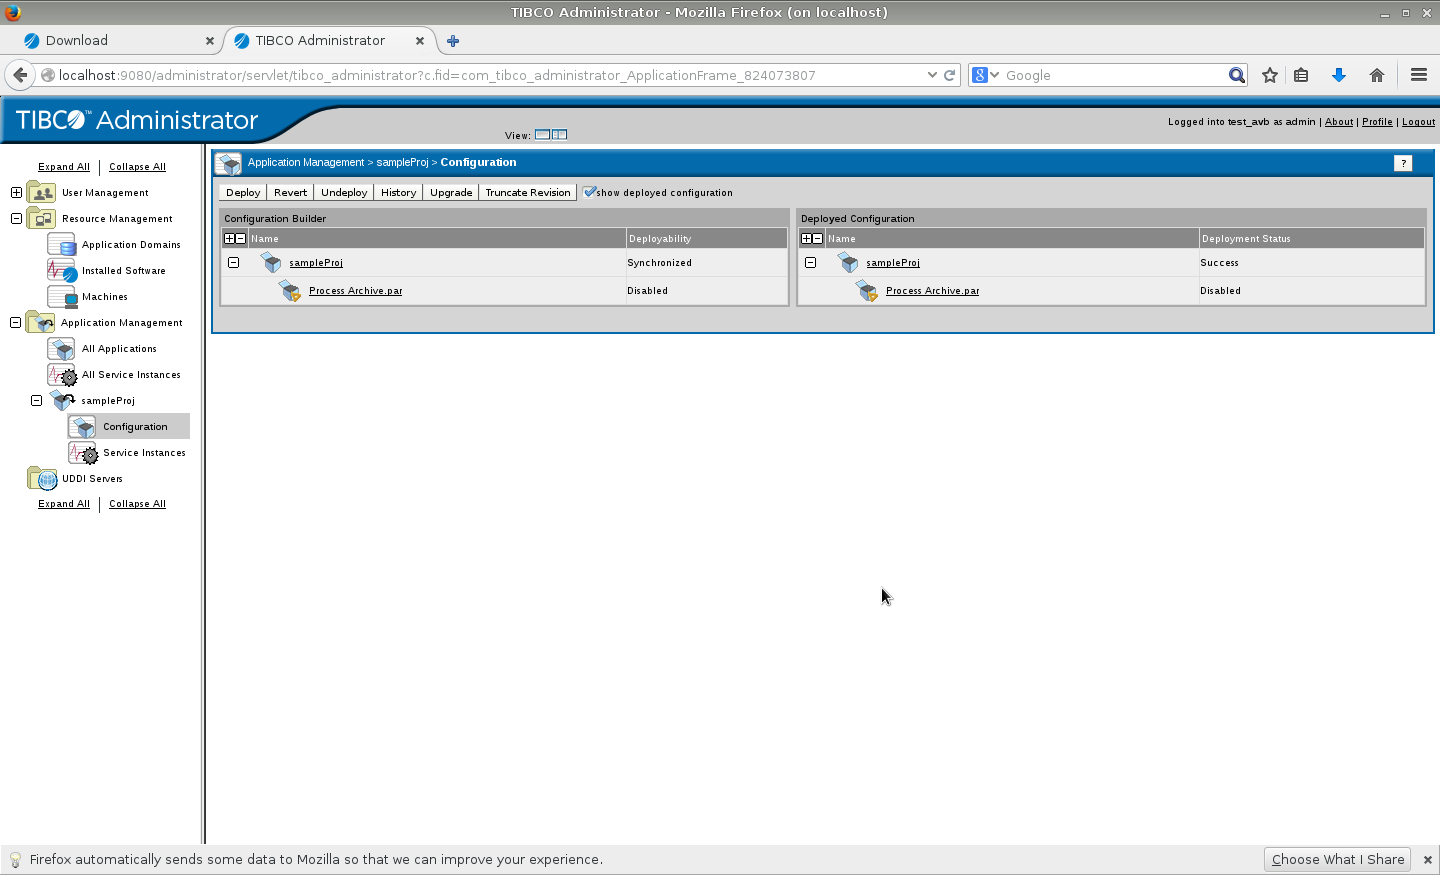 TIBCO Administrator - Mozilla Firefox (on localhost)
Download
TIBCO Administrator
localhost:9080/administrator/servlet/tibco_administrator?c.fid=com_tibco_administrator_ApplicationFrame_824073807
Google
TIBCO™ Administrator
View:
Logged into test_avb as admin | About | Profile | Logout
Expand All | Collapse All
User Management
Resource Management
Application Domains
Installed Software
Machines
Application Management
All Applications
All Service Instances
sampleProj
Configuration
Service Instances
UDDI Servers
Expand All | Collapse All
Application Management > sampleProj > Configuration
?
Deploy Revert Undeploy History Upgrade Truncate Revision show deployed configuration
Configuration Builder
Name Deployability
sampleProj Synchronized
Process Archive.par Disabled
Deployed Configuration
Name Deployment Status
sampleProj Success
Process Archive.par Disabled
Firefox automatically sends some data to Mozilla so that we can improve your experience.
Choose What I Share